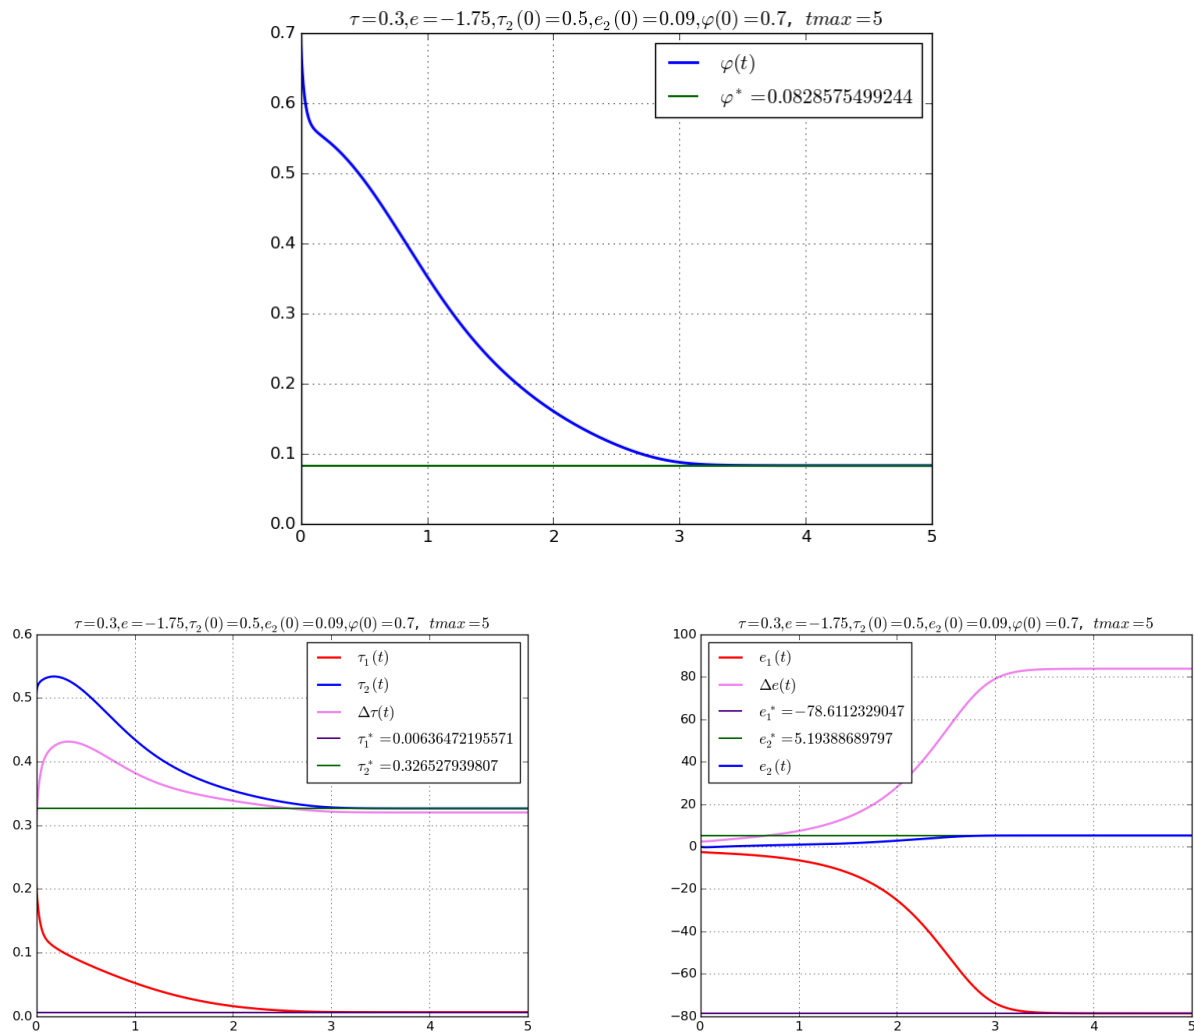 τ=0.3,e=−1.75,τ₂(0)=0.5,e₂(0)=0.09,φ(0)=0.7, tmax=5
0.7
0.6
0.5
0.4
0.3
0.2
0.1
0.0
φ(t)
φ* =0.0828575499244
0 1 2 3 4 5
τ=0.3,e=−1.75,τ₂(0)=0.5,e₂(0)=0.09,φ(0)=0.7, tmax=5
0.6
0.5
0.4
0.3
0.2
0.1
0.0
τ₁(t)
τ₂(t)
Δτ(t)
τ₁* =0.00636472195571
τ₂* =0.326527939807
0 1 2 3 4 5
τ=0.3,e=−1.75,τ₂(0)=0.5,e₂(0)=0.09,φ(0)=0.7, tmax=5
100
80
60
40
20
0
−20
−40
−60
−80
e₁(t)
Δe(t)
e₁* =−78.6112329047
e₂* =5.19388689797
e₂(t)
0 1 2 3 4 5